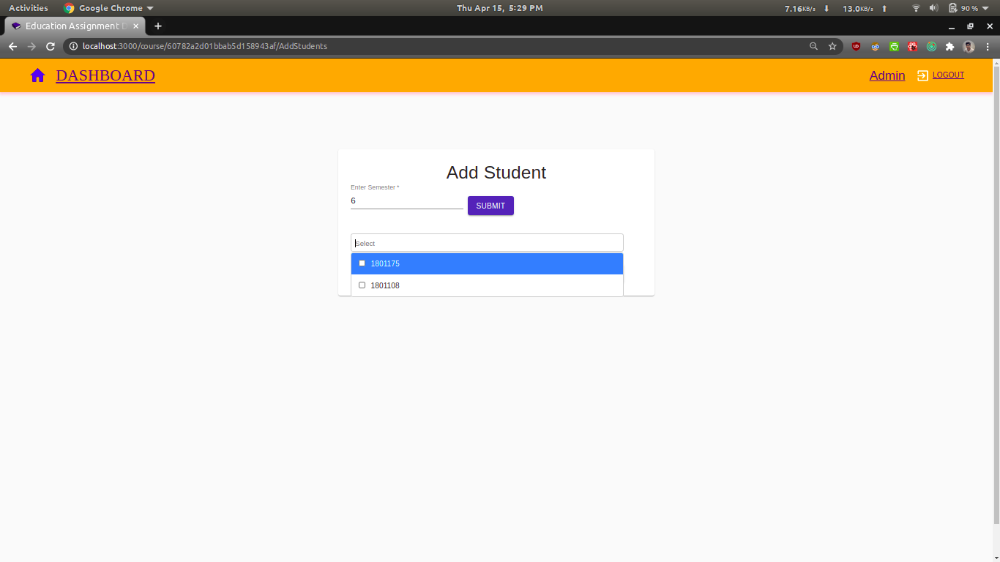 Activities Google Chrome Thu Apr 15, 5:29 PM 7.16KB/s 13.0KB/s 90 %
Education Assignment D
localhost:3000/course/60782a2d01bbab5d158943af/AddStudents
DASHBOARD Admin LOGOUT
Add Student
Enter Semester *
6 SUBMIT
Select
1801175
1801108